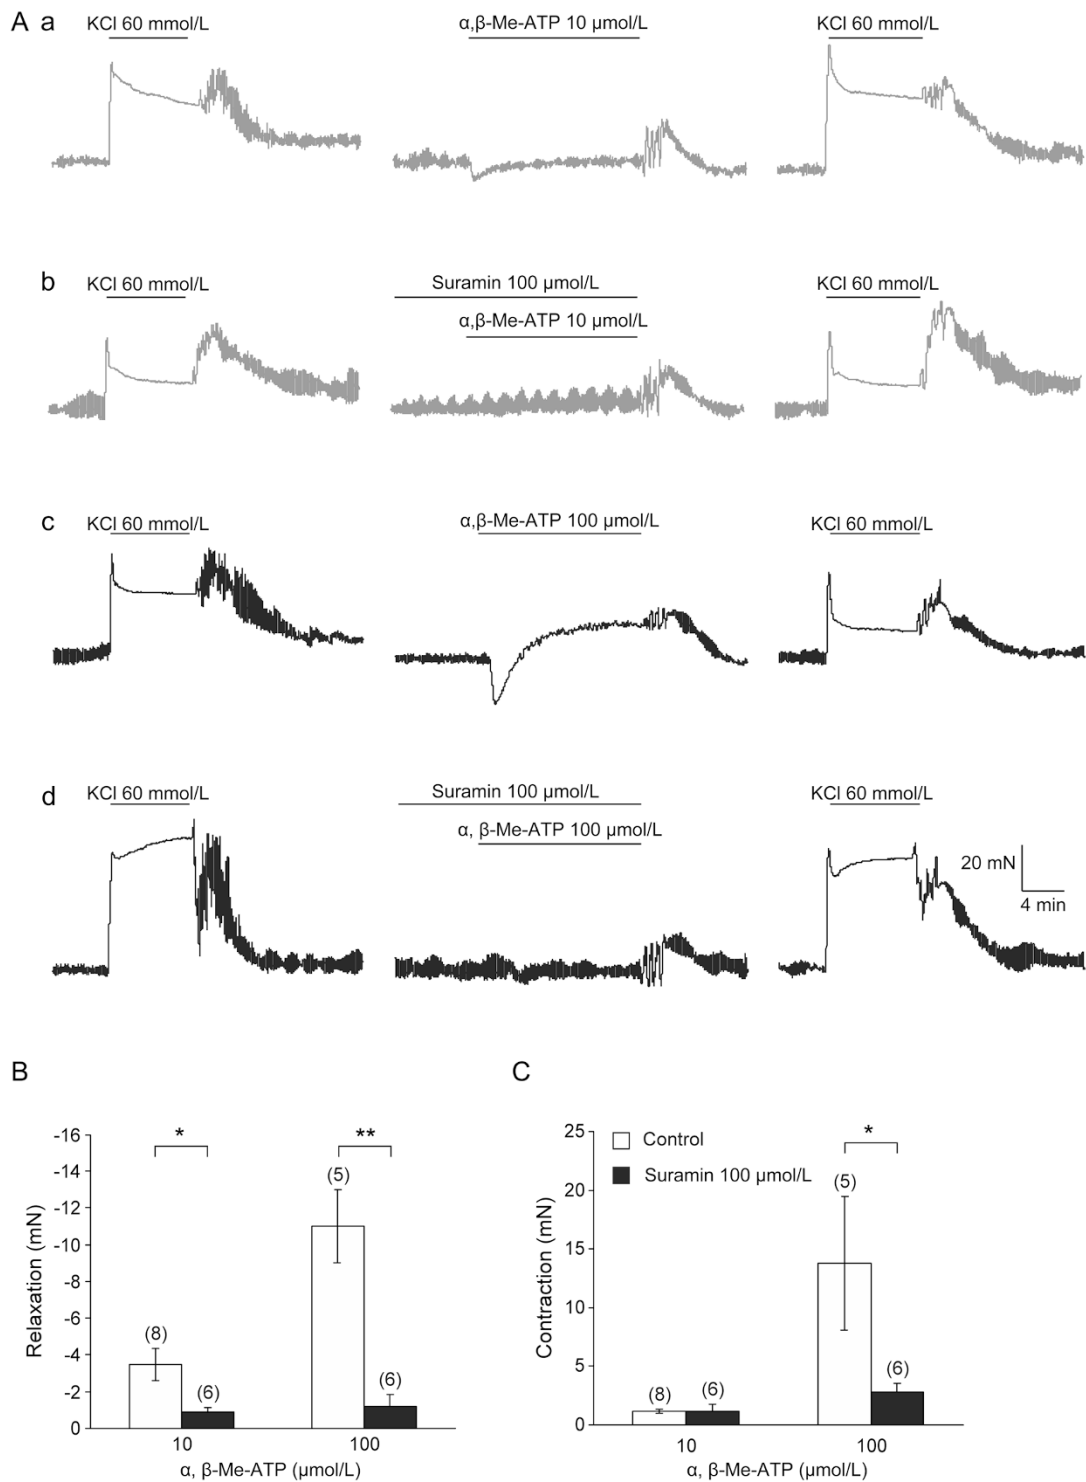 A a
KCl 60 mmol/L
α,β-Me-ATP 10 µmol/L
KCl 60 mmol/L
b
KCl 60 mmol/L
Suramin 100 µmol/L
α,β-Me-ATP 10 µmol/L
KCl 60 mmol/L
c
KCl 60 mmol/L
α,β-Me-ATP 100 µmol/L
KCl 60 mmol/L
d
KCl 60 mmol/L
Suramin 100 µmol/L
α, β-Me-ATP 100 µmol/L
KCl 60 mmol/L
20 mN
4 min
B
Relaxation (mN)
-16
-14
-12
-10
-8
-6
-4
-2
0
*
**
(8)
(6)
(5)
(6)
10
100
α, β-Me-ATP (µmol/L)
C
Contraction (mN)
25
20
15
10
5
0
Control
Suramin 100 µmol/L
*
(8)
(6)
(5)
(6)
10
100
α, β-Me-ATP (µmol/L)